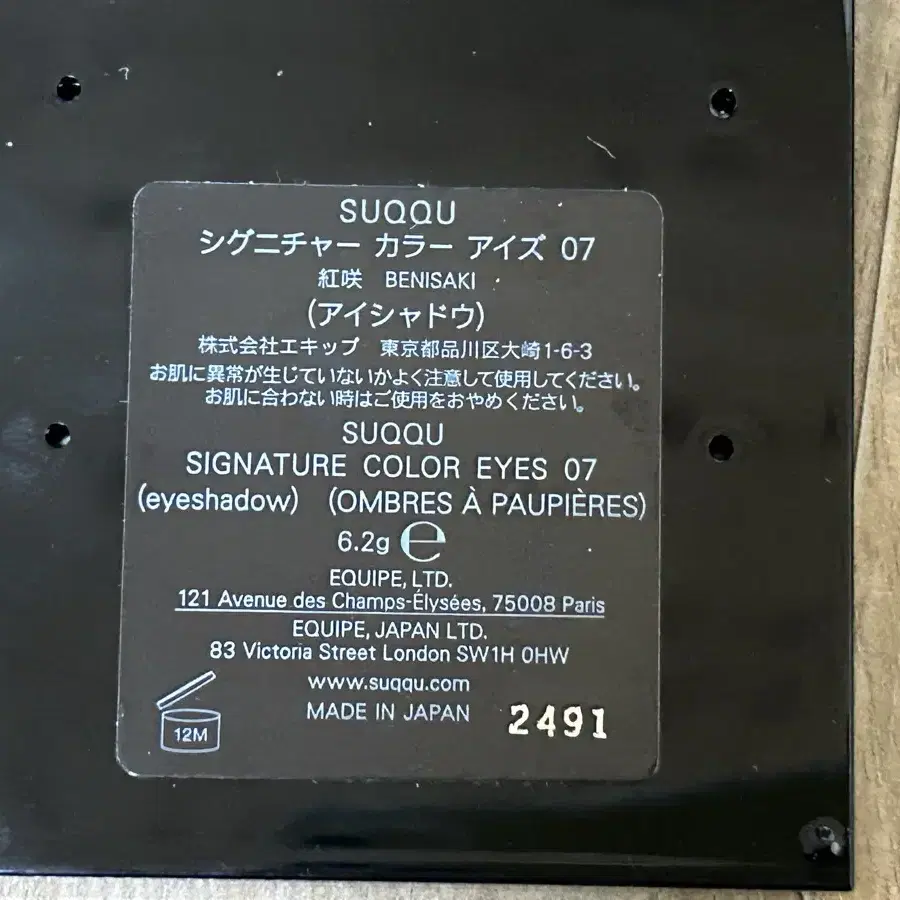 SUQQU
シグニチャー カラー アイズ 07
紅咲 BENISAKI
(アイシャドウ)
株式会社エキップ 東京都品川区大崎1-6-3
お肌に異常が生じていないかよく注意して使用してください。
お肌に合わない時はご使用をおやめください。
SUQQU
SIGNATURE COLOR EYES 07
(eyeshadow) (OMBRES À PAUPIÈRES)
6.2g ℮
EQUIPE, LTD.
121 Avenue des Champs-Élysées, 75008 Paris
EQUIPE, JAPAN LTD.
83 Victoria Street London SW1H 0HW
www.suqqu.com
MADE IN JAPAN
2491
12M